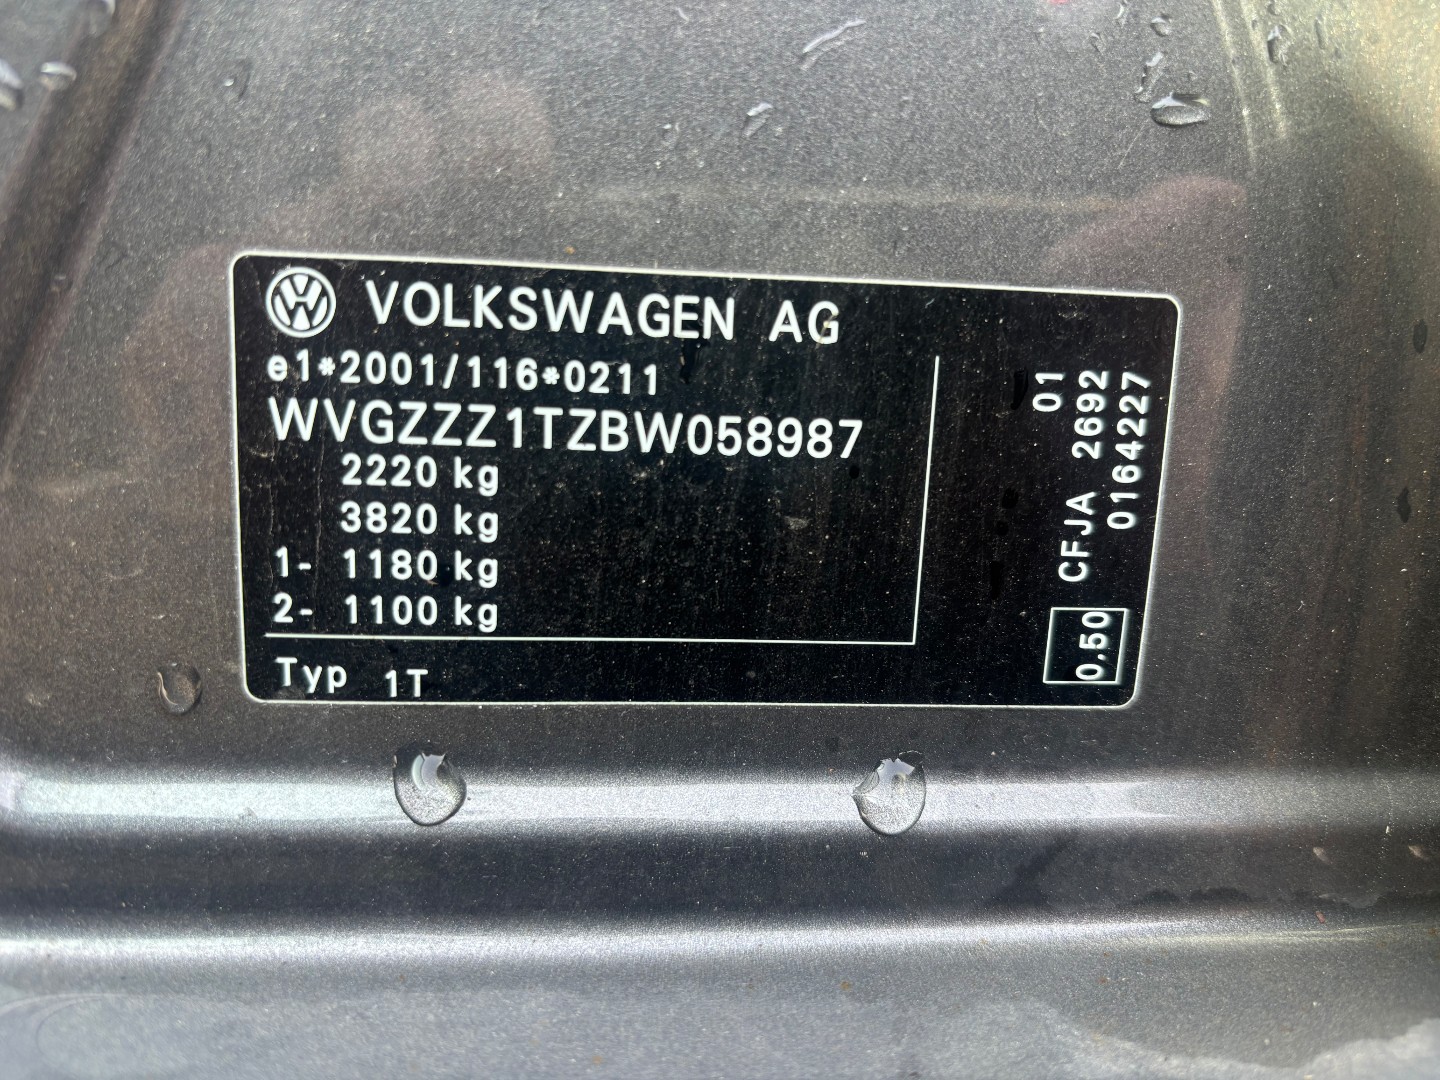 VOLKSWAGEN AG
e1*2001/116*0211
WVGZZZ1TZBW058987
2220 kg
3820 kg
1- 1180 kg
2- 1100 kg
Typ 1T
01
CFJA 2692
0164227
0.50